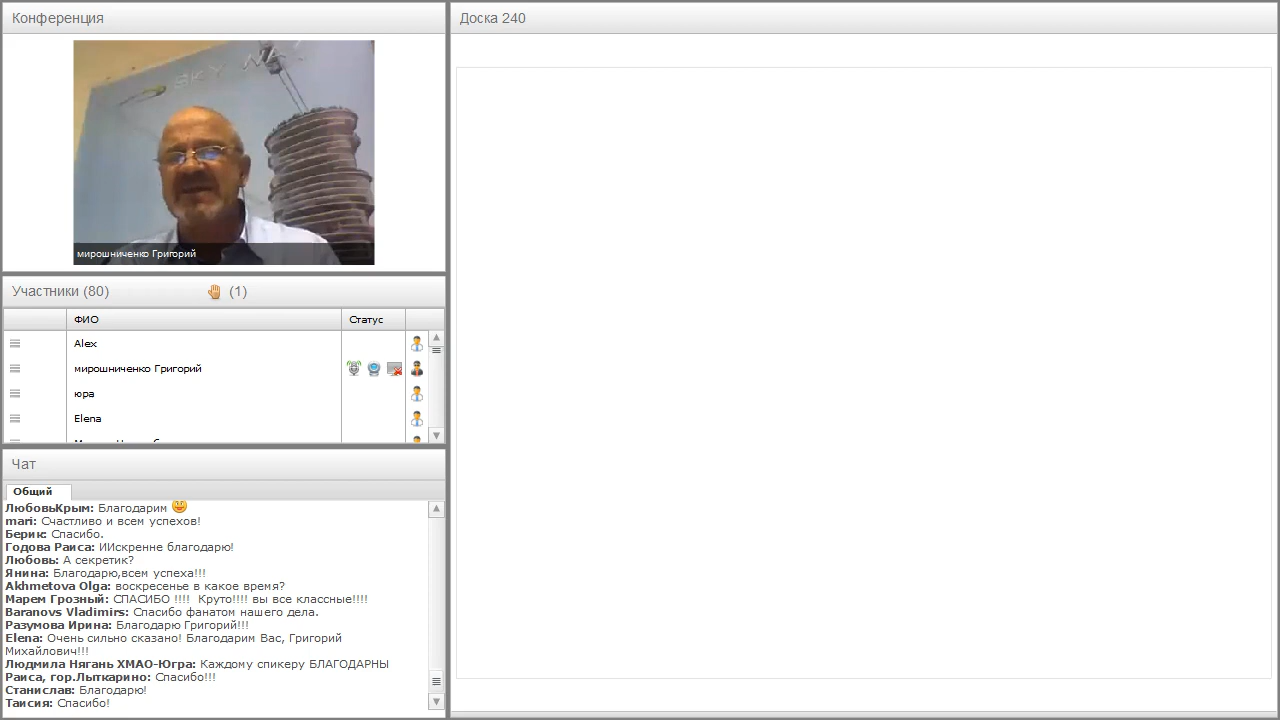 Конференция
SKY WA
мирошниченко Григорий
Участники (80)
(1)
ФИО
Статус
Alex
мирошниченко Григорий
юра
Elena
Чат
Общий
ЛюбовьКрым: Благодарим
mari: Счастливо и всем успехов!
Берик: Спасибо.
Годова Раиса: ИИскренне благодарю!
Любовь: А секретик?
Янина: Благодарю,всем успеха!!!
Akhmetova Olga: воскресенье в какое время?
Марем Грозный: СПАСИБО !!!! Круто!!!! вы все классные!!!!
Baranovs Vladimirs: Спасибо фанатом нашего дела.
Разумова Ирина: Благодарю Григорий!!!
Elena: Очень сильно сказано! Благодарим Вас, Григорий
Михайлович!!!
Людмила Нягань ХМАО-Югра: Каждому спикеру БЛАГОДАРНЫ
Раиса, гор.Лыткарино: Спасибо!!!
Станислав: Благодарю!
Таисия: Спасибо!
Доска 240